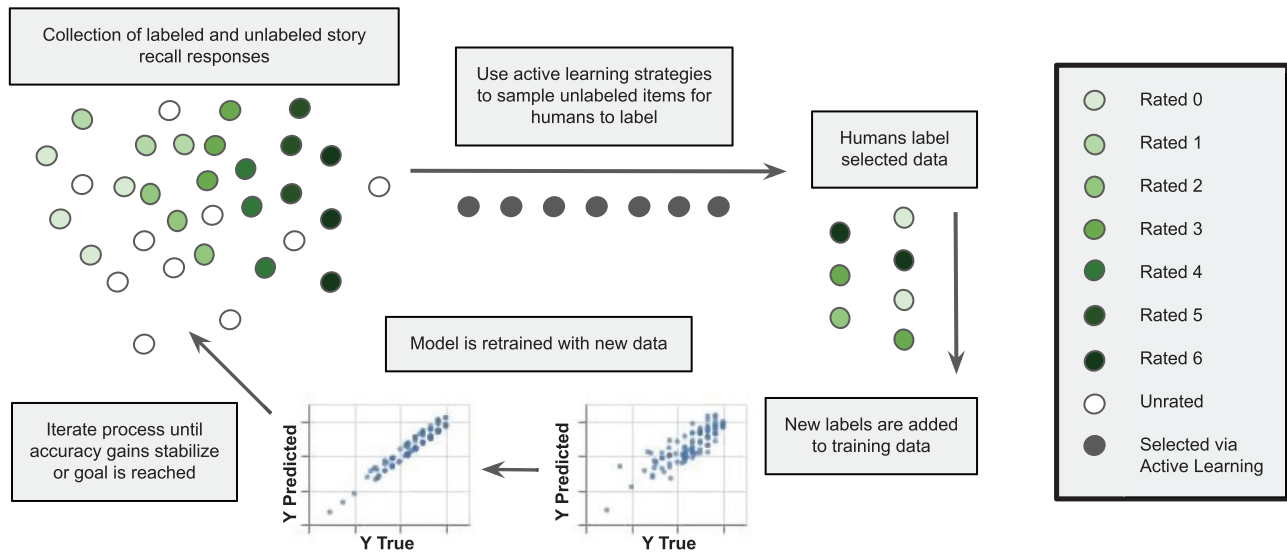 Collection of labeled and unlabeled story
recall responses
Use active learning strategies
to sample unlabeled items for
humans to label
Humans label
selected data
New labels are added
to training data
Model is retrained with new data
Y Predicted
Y True
Y Predicted
Y True
Iterate process until
accuracy gains stabilize
or goal is reached
Rated 0
Rated 1
Rated 2
Rated 3
Rated 4
Rated 5
Rated 6
Unrated
Selected via
Active Learning